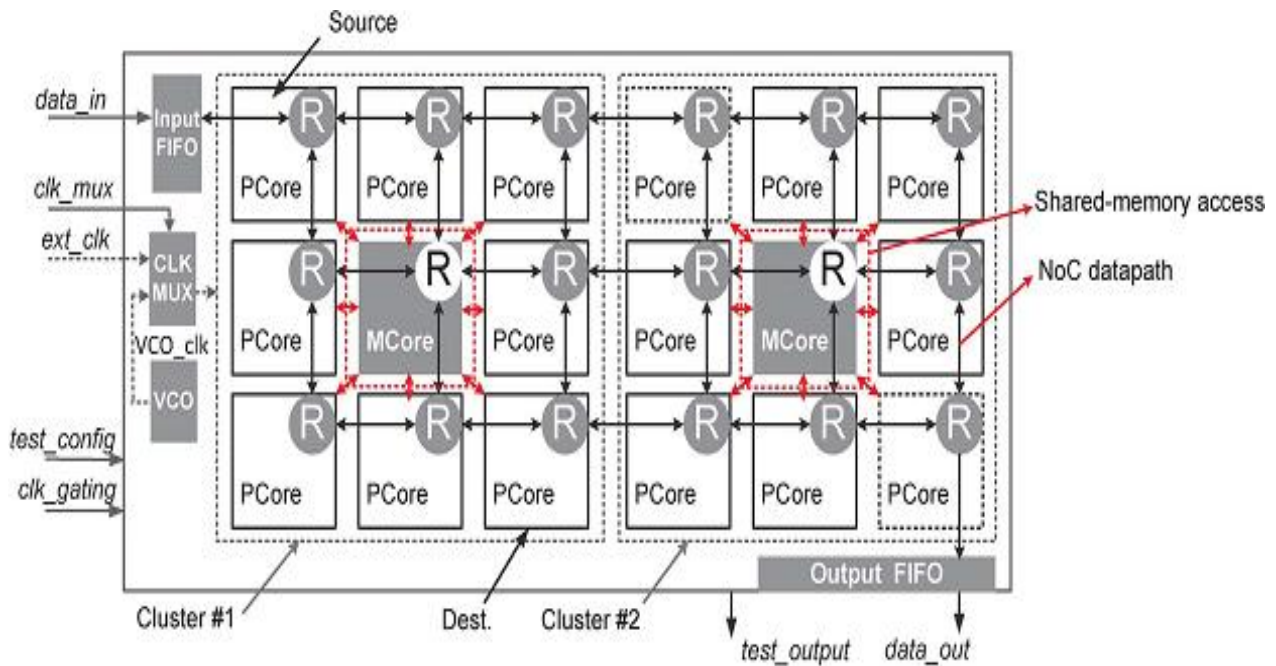 Source
data_in
Input
FIFO
R R R R R R
PCore PCore PCore PCore PCore PCore
clk_mux
Shared-memory access
ext_clk
CLK
MUX
R R R R R R
NoC datapath
VCO_clk
PCore MCore PCore PCore MCore PCore
VCO
R R R R R R
test_config
clk_gating
PCore PCore PCore PCore PCore PCore
Output FIFO
Cluster #1
Dest.
Cluster #2
test_output
data_out